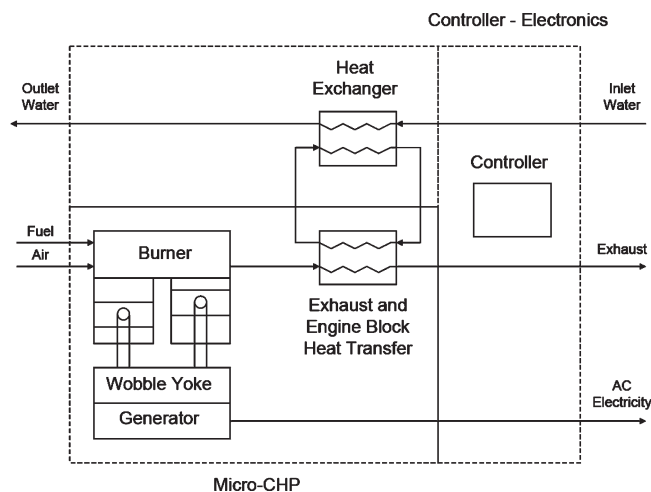 Controller - Electronics
Heat
Exchanger
Outlet
Water
Inlet
Water
Controller
Fuel
Air
Burner
Exhaust
Exhaust and
Engine Block
Heat Transfer
Wobble Yoke
Generator
AC
Electricity
Micro-CHP